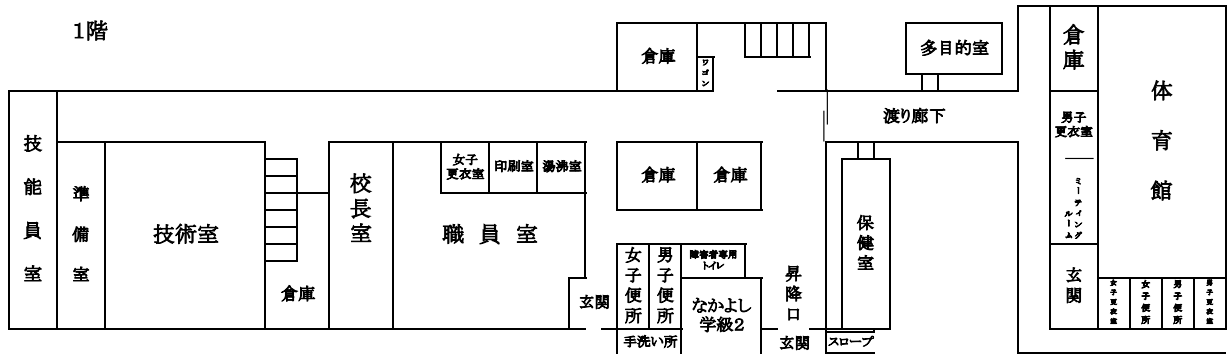 1階
倉庫
ワゴン
多目的室
倉庫
体育館
渡り廊下
男子
更衣室
技能員室
準備室
技術室
校長室
女子
更衣室
印刷室
湯沸室
職員室
倉庫
倉庫
保健室
ミーティング
ルーム
倉庫
玄関
女子便所
男子便所
障害者専用
トイレ
なかよし
学級2
昇降口
玄関
女子更衣室
女子便所
男子便所
男子更衣室
手洗い所
玄関
スロープ